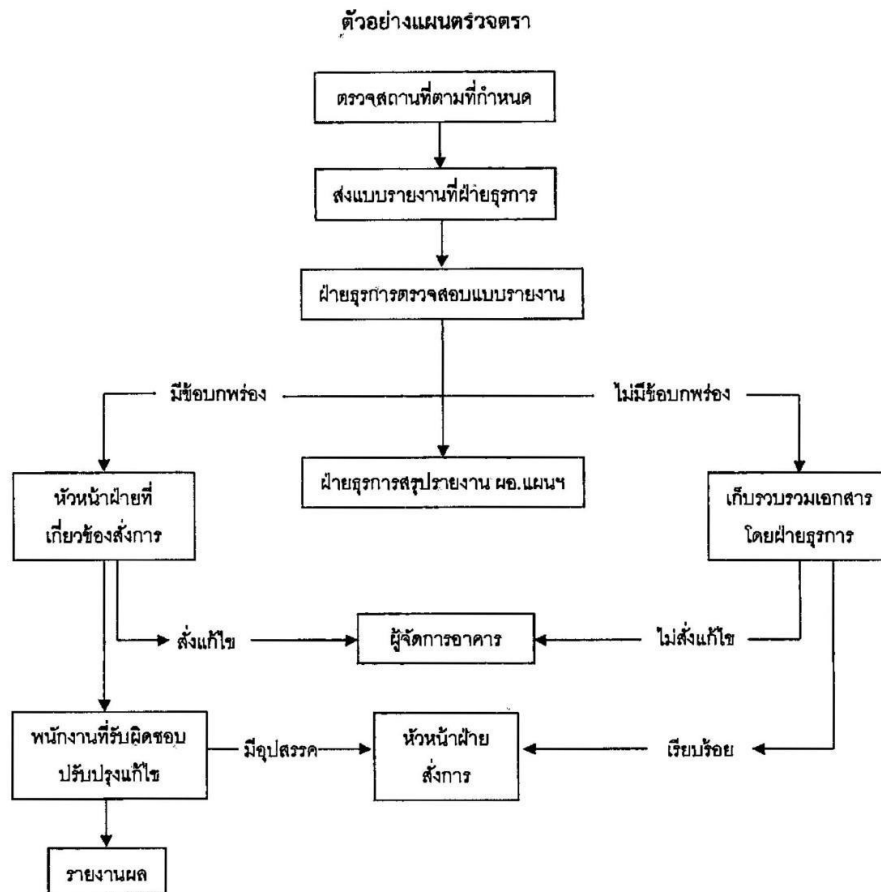 ตัวอย่างแผนตรวจตรา
ตรวจสถานที่ตามที่กำหนด
ส่งแบบรายงานที่ฝ่ายธุรการ
ฝ่ายธุรการตรวจสอบแบบรายงาน
มีข้อบกพร่อง
ไม่มีข้อบกพร่อง
หัวหน้าฝ่ายที่
เกี่ยวข้องสั่งการ
ฝ่ายธุรการสรุปรายงาน ผอ.แผนฯ
เก็บรวบรวมเอกสาร
โดยฝ่ายธุรการ
สั่งแก้ไข
ผู้จัดการอาคาร
ไม่สั่งแก้ไข
พนักงานที่รับผิดชอบ
ปรับปรุงแก้ไข
มีอุปสรรค
หัวหน้าฝ่าย
สั่งการ
เรียบร้อย
รายงานผล